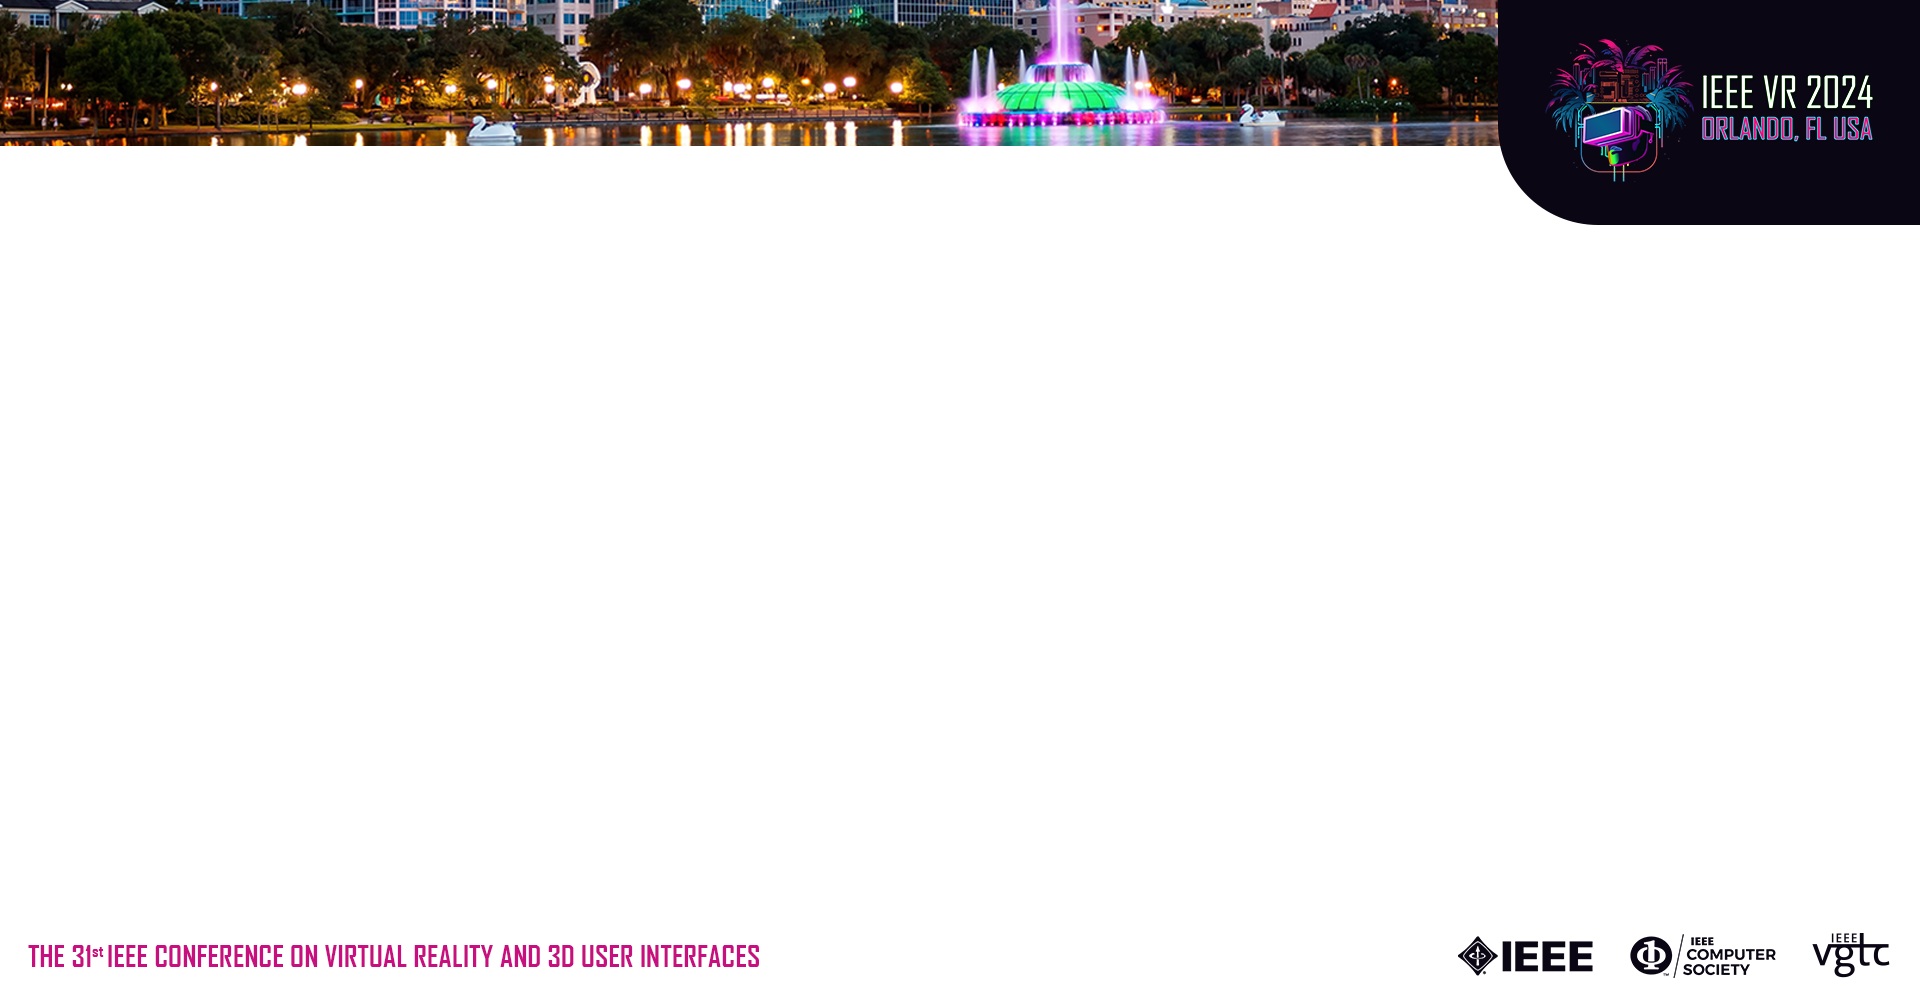 IEEE VR 2024
ORLANDO, FL USA
THE 31st IEEE CONFERENCE ON VIRTUAL REALITY AND 3D USER INTERFACES
IEEE
IEEE
COMPUTER
SOCIETY
IEEE
vgtc